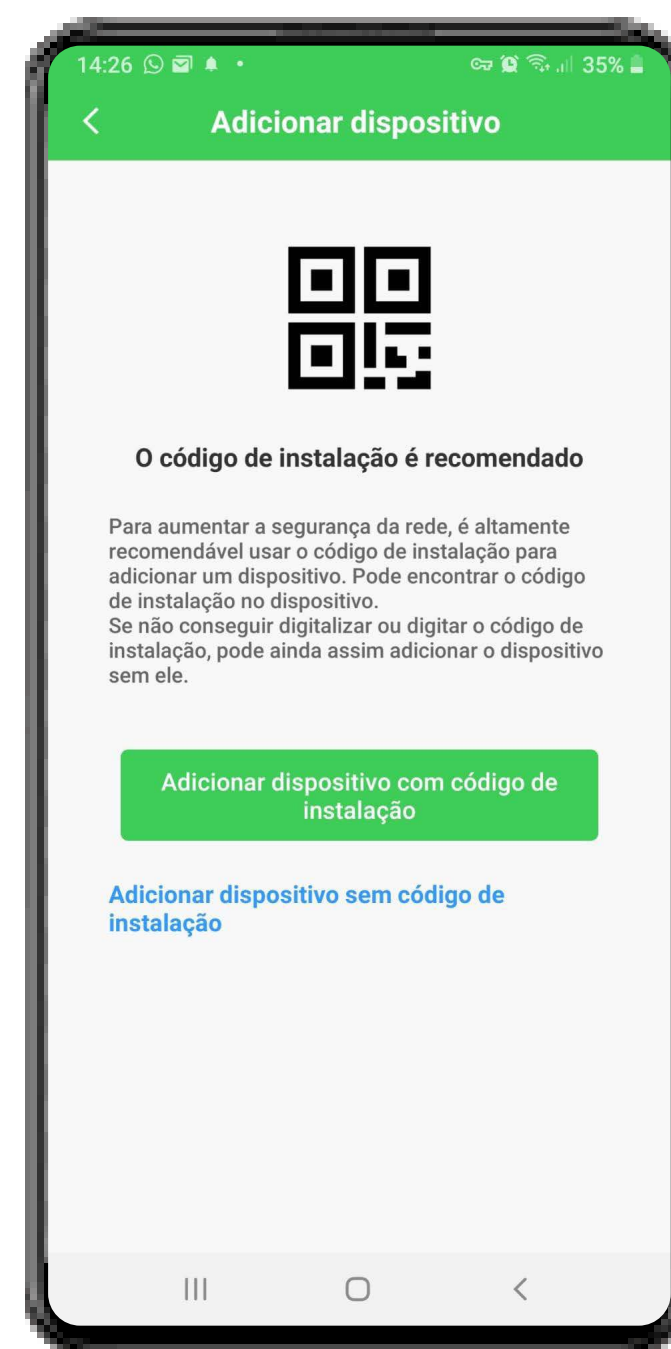 14:26
35%
Adicionar dispositivo
O código de instalação é recomendado
Para aumentar a segurança da rede, é altamente
recomendável usar o código de instalação para
adicionar um dispositivo. Pode encontrar o código
de instalação no dispositivo.
Se não conseguir digitalizar ou digitar o código de
instalação, pode ainda assim adicionar o dispositivo
sem ele.
Adicionar dispositivo com código de
instalação
Adicionar dispositivo sem código de
instalação